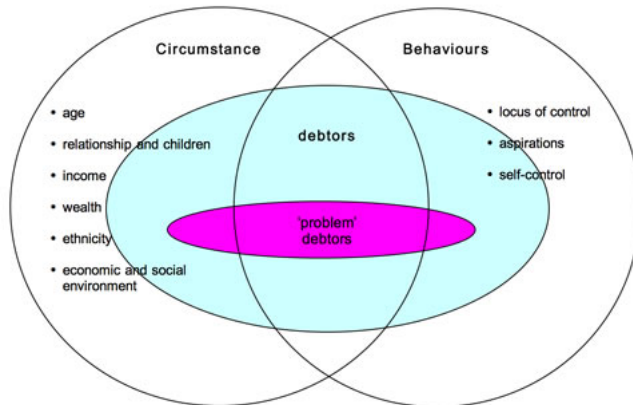 Circumstance
Behaviours
• age
• relationship and children
• income
• wealth
• ethnicity
• economic and social
environment
debtors
'problem'
debtors
• locus of control
• aspirations
• self-control